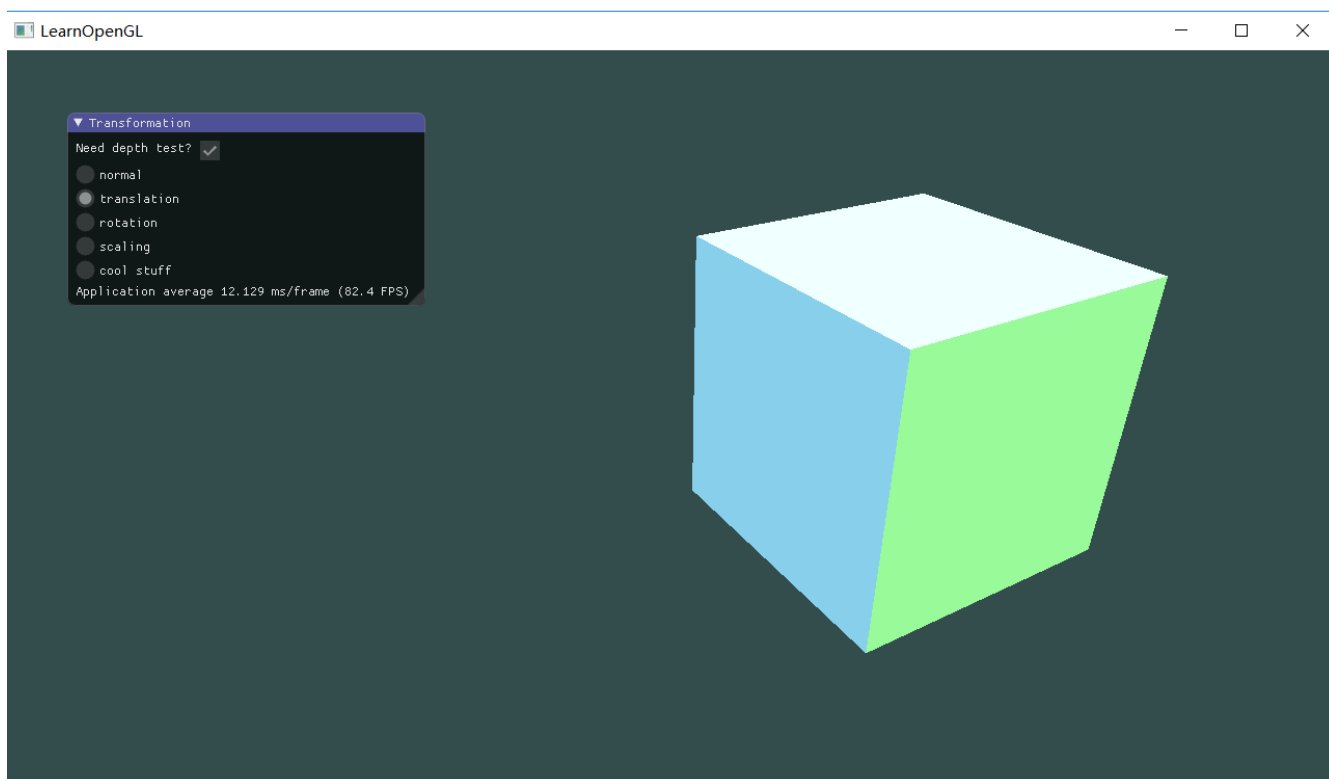 LearnOpenGL
Transformation
Need depth test?
normal
translation
rotation
scaling
cool stuff
Application average 12.129 ms/frame (82.4 FPS)